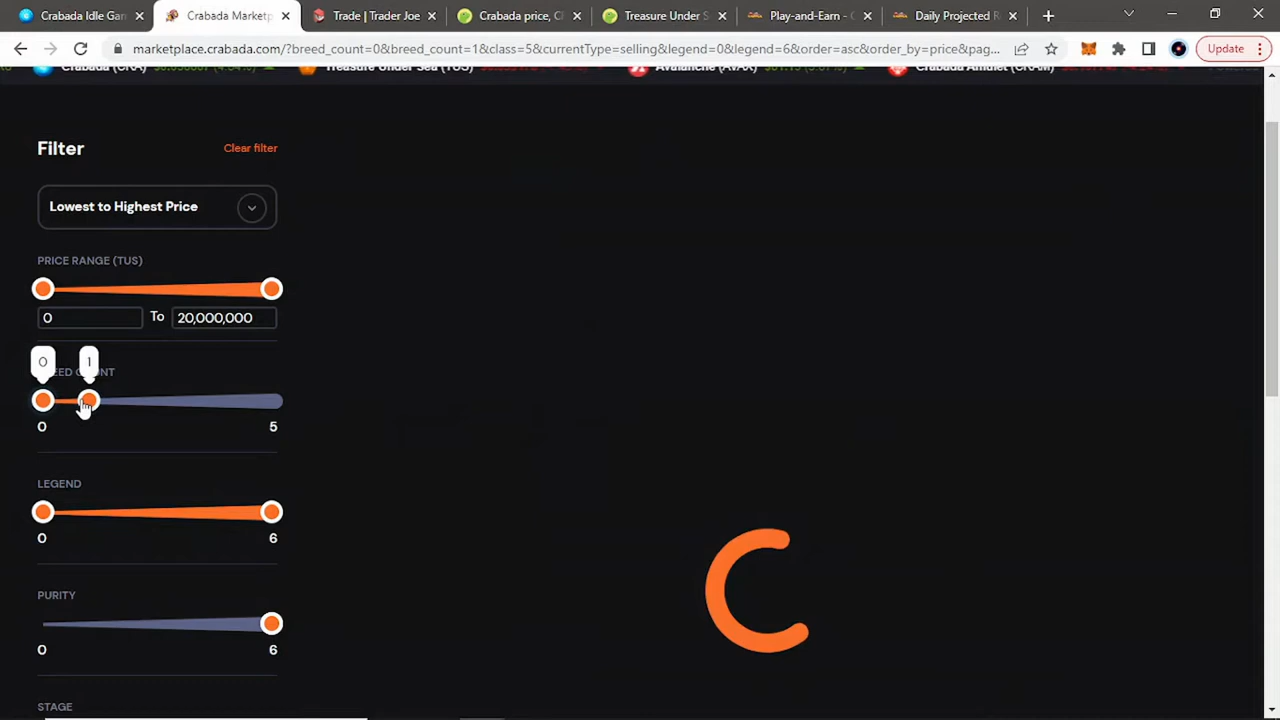 Crabada Idle Gar
Crabada Marketp
Trade | Trader Joe
Crabada price, CR
Treasure Under S
Play-and-Earn - C
Daily Projected R
marketplace.crabada.com/?breed_count=0&breed_count=1&class=5&currentType=selling&legend=0&legend=6&order=asc&order_by=price&pag...
Update
Crabada (CRA)
Treasure Under Sea (TUS)
Avalanche (AVAX)
Crabada Amulet (CRAM)
Filter
Clear filter
Lowest to Highest Price
PRICE RANGE (TUS)
0 To 20,000,000
0 1
COUNT
0 5
LEGEND
0 6
PURITY
0 6
STAGE